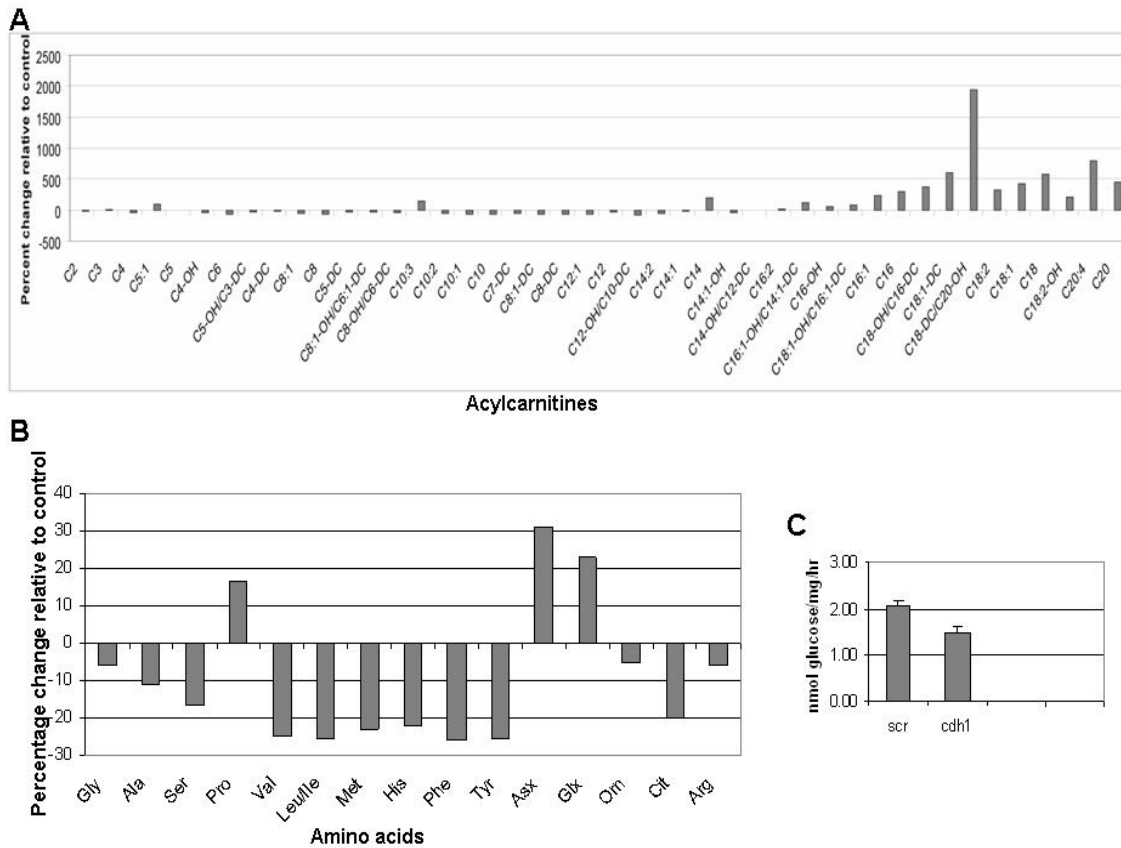 A
Percent change relative to control
2500
2000
1500
1000
500
0
-500
C2
C3
C4
C5:1
C5
C4-OH
C6
C5-OH/C3-DC
C4-DC
C8:1
C8
C5-DC
C8:1-OH/C6:1-DC
C8-OH/C6-DC
C10:3
C10:2
C10:1
C10
C7-DC
C8:1-DC
C8-DC
C12:1
C12
C12-OH/C10-DC
C14:2
C14:1
C14
C14:1-OH
C14-OH/C12-DC
C16:2
C16:1-OH/C14:1-DC
C16-OH
C18:1-OH/C16:1-DC
C16:1
C16
C18-OH/C16-DC
C18:1-DC
C18-DC/C20-OH
C18:2
C18:1
C18
C18:2-OH
C20:4
C20
Acylcarnitines
B
Percentage change relative to control
40
30
20
10
0
-10
-20
-30
Gly
Ala
Ser
Pro
Val
Leu/Ile
Met
His
Phe
Tyr
Asx
Glx
Orn
Cit
Arg
Amino acids
C
nmol glucose/mg/hr
3.00
2.00
1.00
0.00
scr
cdh1